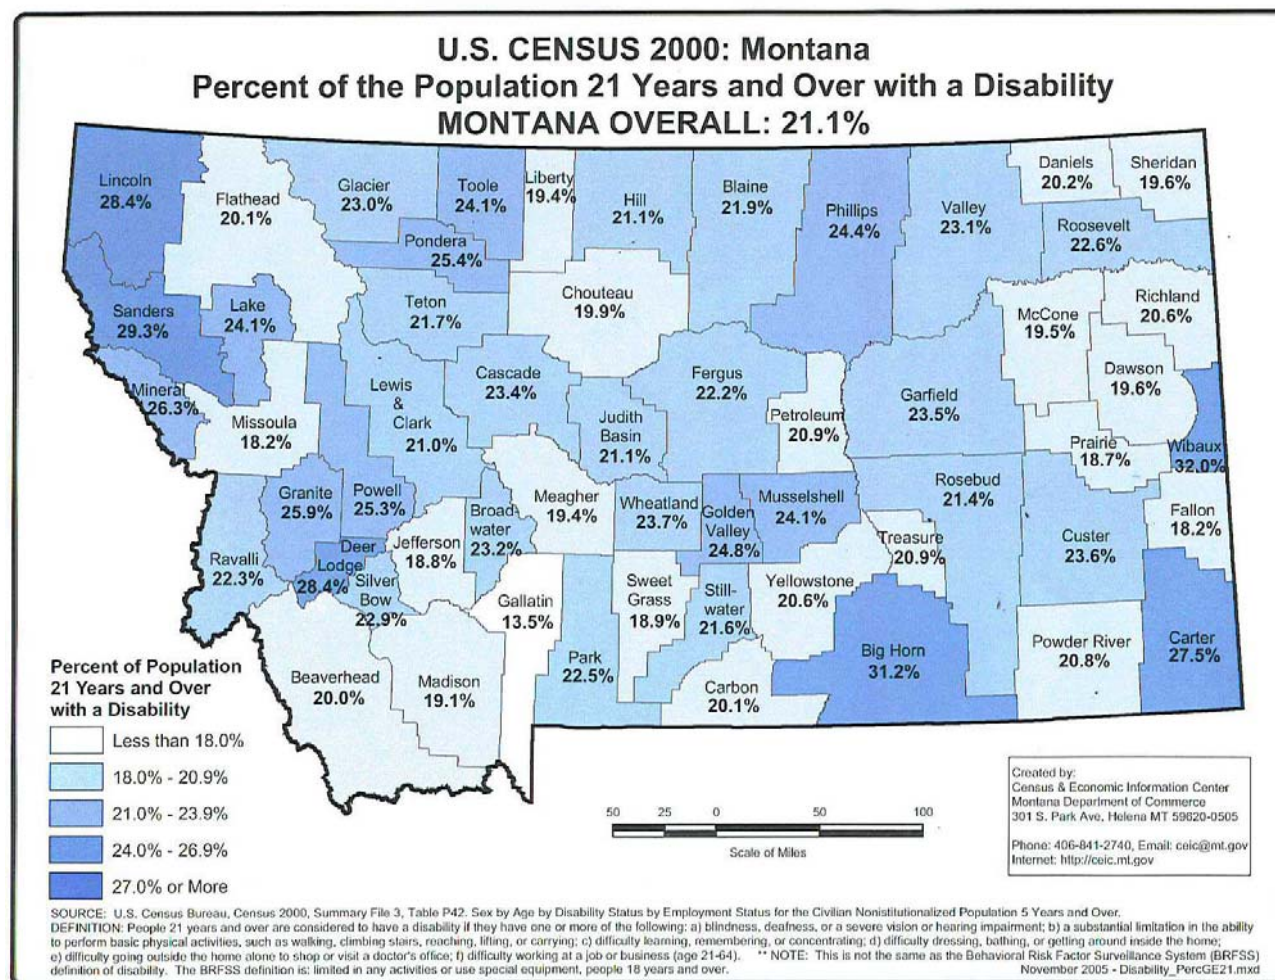 U.S. CENSUS 2000: Montana
Percent of the Population 21 Years and Over with a Disability
MONTANA OVERALL: 21.1%
Lincoln
28.4%
Flathead
20.1%
Glacier
23.0%
Toole
24.1%
Liberty
19.4%
Hill
21.1%
Blaine
21.9%
Phillips
24.4%
Valley
23.1%
Daniels
20.2%
Sheridan
19.6%
Roosevelt
22.6%
Pondera
25.4%
Sanders
29.3%
Lake
24.1%
Teton
21.7%
Chouteau
19.9%
McCone
19.5%
Richland
20.6%
Mineral
26.3%
Missoula
18.2%
Lewis
&
Clark
21.0%
Cascade
23.4%
Judith
Basin
21.1%
Fergus
22.2%
Petroleum
20.9%
Garfield
23.5%
Dawson
19.6%
Prairie
18.7%
Wibaux
32.0%
Granite
25.9%
Powell
25.3%
Meagher
19.4%
Wheatland
23.7%
Golden
Valley
24.8%
Musselshell
24.1%
Rosebud
21.4%
Fallon
18.2%
Ravalli
22.3%
Deer
Lodge
28.4%
Silver
Bow
22.9%
Jefferson
18.8%
Broad-
water
23.2%
Treasure
20.9%
Custer
23.6%
Gallatin
13.5%
Sweet
Grass
18.9%
Still-
water
21.6%
Yellowstone
20.6%
Beaverhead
20.0%
Madison
19.1%
Park
22.5%
Carbon
20.1%
Big Horn
31.2%
Powder River
20.8%
Carter
27.5%
Percent of Population
21 Years and Over
with a Disability
Less than 18.0%
18.0% - 20.9%
21.0% - 23.9%
24.0% - 26.9%
27.0% or More
50 25 0 50 100
Scale of Miles
Created by:
Census & Economic Information Center
Montana Department of Commerce
301 S. Park Ave, Helena MT 59620-0505
Phone: 406-841-2740, Email: ceic@mt.gov
Internet: http://ceic.mt.gov
SOURCE: U.S. Census Bureau, Census 2000, Summary File 3, Table P42. Sex by Age by Disability Status by Employment Status for the Civilian Nonistitutionalized Population 5 Years and Over.
DEFINITION: People 21 years and over are considered to have a disability if they have one or more of the following: a) blindness, deafness, or a severe vision or hearing impairment; b) a substantial limitation in the ability
to perform basic physical activities, such as walking, climbing stairs, reaching, lifting, or carrying; c) difficulty learning, remembering, or concentrating; d) difficulty dressing, bathing, or getting around inside the home;
e) difficulty going outside the home alone to shop or visit a doctor's office; f) difficulty working at a job or business (age 21-64). ** NOTE: This is not the same as the Behavioral Risk Factor Surveillance System (BRFSS)
definition of disability. The BRFSS definition is: limited in any activities or use special equipment, people 18 years and over. November 2005 - Disability_PercGE21.mxd